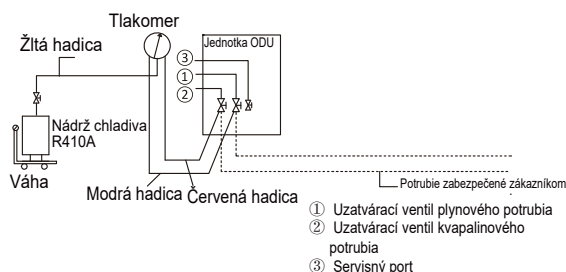 Tlakomer
Žltá hadica
Jednotka ODU
③
①
②
Nádrž chladiva
R410A
Váha
Modrá hadica
Červená hadica
Potrubie zabezpečené zákazníkom
① Uzatvárací ventil plynového potrubia
② Uzatvárací ventil kvapalinového
potrubia
③ Servisný port